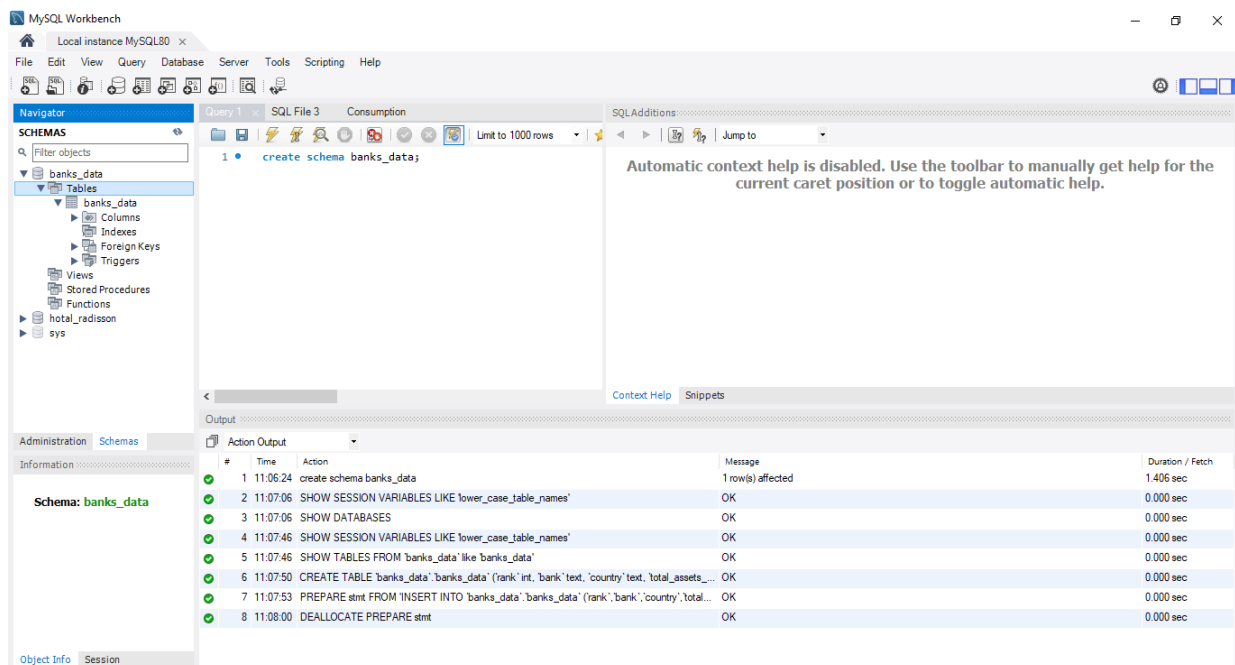 MySQL Workbench
Local instance MySQL80
File Edit View Query Database Server Tools Scripting Help
Navigator
SCHEMAS
Filter objects
banks_data
Tables
banks_data
Columns
Indexes
Foreign Keys
Triggers
Views
Stored Procedures
Functions
hotal_radisson
sys
Administration Schemas
Information
Schema: banks_data
Object Info Session
Query 1 SQL File 3 Consumption
Limit to 1000 rows
1 create schema banks_data;
SQLAdditions
Jump to
Automatic context help is disabled. Use the toolbar to manually get help for the
current caret position or to toggle automatic help.
Context Help Snippets
Output
Action Output
# Time Action Message Duration / Fetch
1 11:06:24 create schema banks_data 1 row(s) affected 1.406 sec
2 11:07:06 SHOW SESSION VARIABLES LIKE 'lower_case_table_names' OK 0.000 sec
3 11:07:06 SHOW DATABASES OK 0.000 sec
4 11:07:46 SHOW SESSION VARIABLES LIKE 'lower_case_table_names' OK 0.000 sec
5 11:07:46 SHOW TABLES FROM `banks_data` like 'banks_data' OK 0.000 sec
6 11:07:50 CREATE TABLE `banks_data`.`banks_data` (`rank` int, `bank` text, `country` text, `total_assets_... OK 0.000 sec
7 11:07:53 PREPARE stmt FROM 'INSERT INTO `banks_data`.`banks_data` (`rank`,`bank`,`country`,`total... OK 0.000 sec
8 11:08:00 DEALLOCATE PREPARE stmt OK 0.000 sec